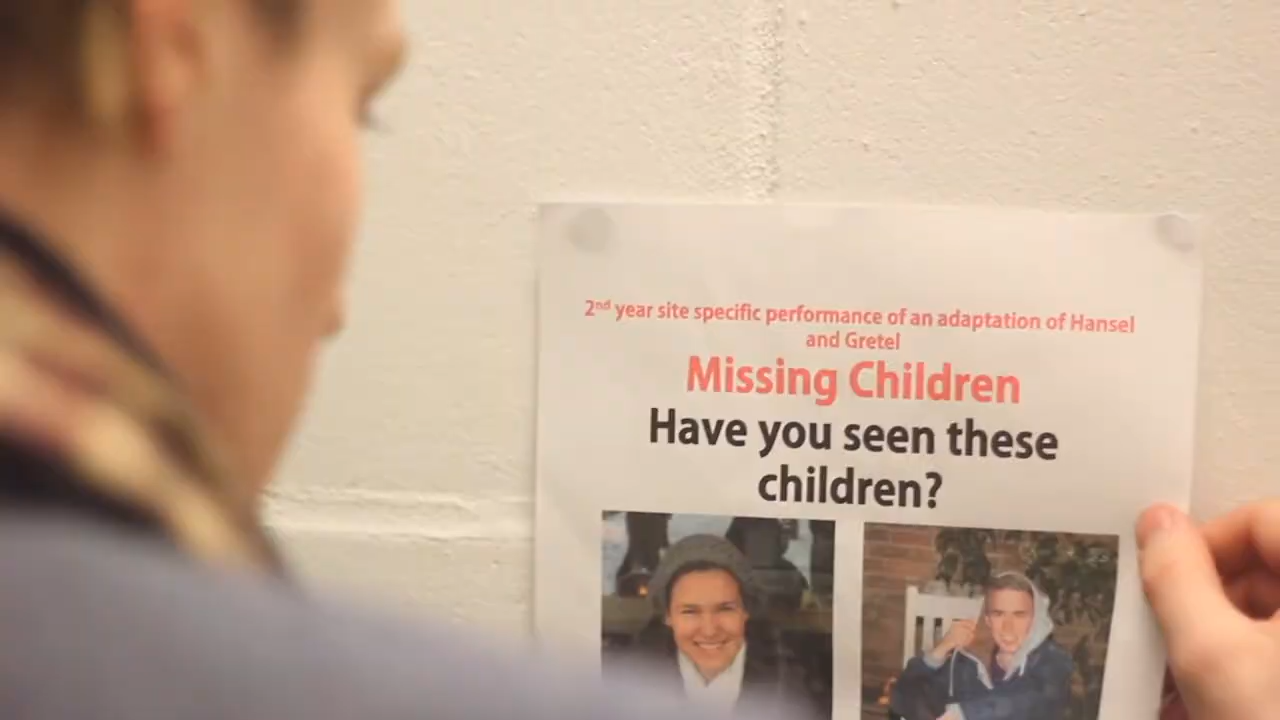 2nd year site specific performance of an adaptation of Hansel
and Gretel
Missing Children
Have you seen these
children?